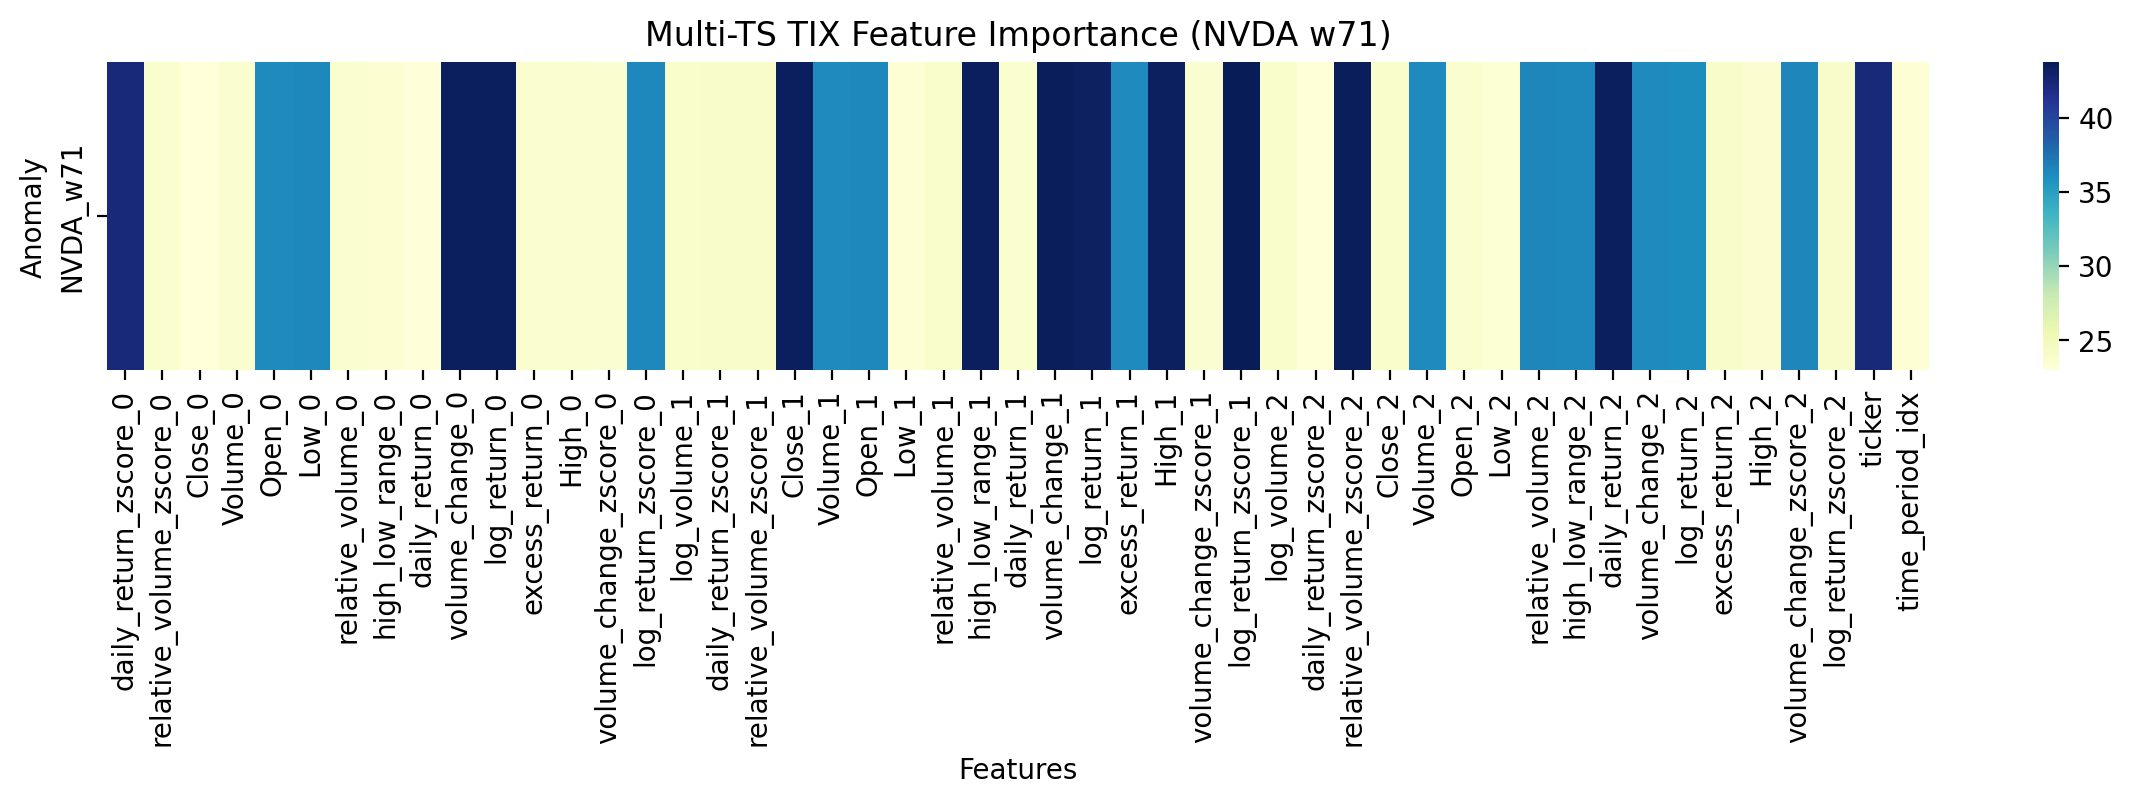 Multi-TS TIX Feature Importance (NVDA w71)
Anomaly
NVDA_w71
40
35
30
25
daily_return_zscore_0
relative_volume_zscore_0
Close_0
Volume_0
Open_0
Low_0
relative_volume_0
high_low_range_0
daily_return_0
volume_change_0
log_return_0
excess_return_0
High_0
volume_change_zscore_0
log_return_zscore_0
log_volume_1
daily_return_zscore_1
relative_volume_zscore_1
Close_1
Volume_1
Open_1
Low_1
relative_volume_1
high_low_range_1
daily_return_1
volume_change_1
log_return_1
excess_return_1
High_1
volume_change_zscore_1
log_return_zscore_1
log_volume_2
daily_return_zscore_2
relative_volume_zscore_2
Close_2
Volume_2
Open_2
Low_2
relative_volume_2
high_low_range_2
daily_return_2
volume_change_2
log_return_2
excess_return_2
High_2
volume_change_zscore_2
log_return_zscore_2
ticker
time_period_idx
Features